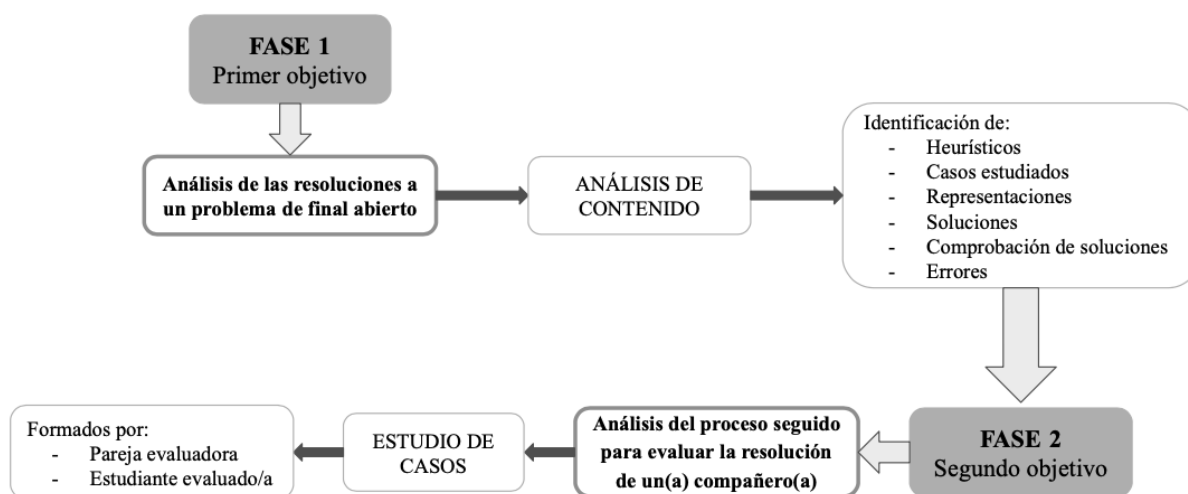 FASE 1
Primer objetivo
Análisis de las resoluciones a
un problema de final abierto
ANÁLISIS DE
CONTENIDO
Identificación de:
- Heurísticos
- Casos estudiados
- Representaciones
- Soluciones
- Comprobación de soluciones
- Errores
FASE 2
Segundo objetivo
Análisis del proceso seguido
para evaluar la resolución
de un(a) compañero(a)
ESTUDIO DE
CASOS
Formados por:
- Pareja evaluadora
- Estudiante evaluado/a